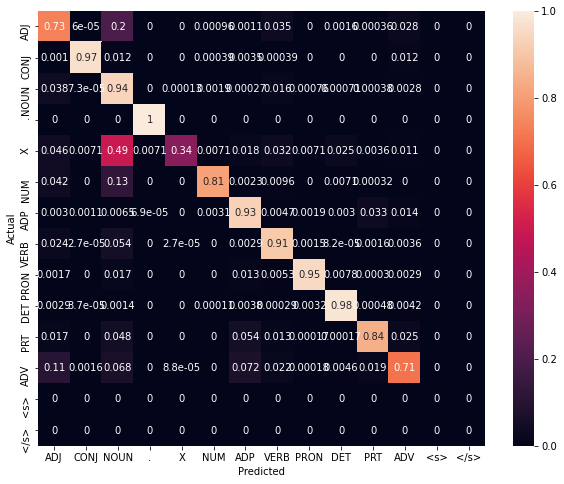 ADJ 0.73 6e-05 0.2 0 0 0.00096 0.0011 0.035 0 0.0016 0.00036 0.028 0 0
CONJ 0.001 0.97 0.012 0 0 0.00039 0.0035 0.00039 0 0 0 0.012 0 0
NOUN 0.038 7.3e-05 0.94 0 0.00013 0.0019 0.00027 0.016 0.00076 0.00071 0.00038 0.0028 0 0
. 0 0 0 1 0 0 0 0 0 0 0 0 0 0
X 0.046 0.0071 0.49 0.0071 0.34 0.0071 0.018 0.032 0.0071 0.025 0.0036 0.011 0 0
NUM 0.042 0 0.13 0 0 0.81 0.0023 0.0096 0 0.0071 0.00032 0 0 0
ADP 0.003 0.0011 0.0065 6.9e-05 0 0.0031 0.93 0.0047 0.0019 0.003 0.033 0.014 0 0
VERB 0.024 2.7e-05 0.054 0 2.7e-05 0 0.0029 0.91 0.0015 8.2e-05 0.0016 0.0036 0 0
PRON 0.0017 0 0.017 0 0 0 0.013 0.0053 0.95 0.0078 0.0003 0.0029 0 0
DET 0.0029 3.7e-05 0.0014 0 0 0.00011 0.0038 0.00029 0.0032 0.98 0.00048 0.0042 0 0
PRT 0.017 0 0.048 0 0 0 0.054 0.013 0.00017 0.00017 0.84 0.025 0 0
ADV 0.11 0.0016 0.068 0 8.8e-05 0 0.072 0.022 0.00018 0.0046 0.019 0.71 0 0
<s> 0 0 0 0 0 0 0 0 0 0 0 0 0 0
</s> 0 0 0 0 0 0 0 0 0 0 0 0 0 0
ADJ CONJ NOUN . X NUM ADP VERB PRON DET PRT ADV <s> </s>
Predicted
Actual
1.0
0.8
0.6
0.4
0.2
0.0